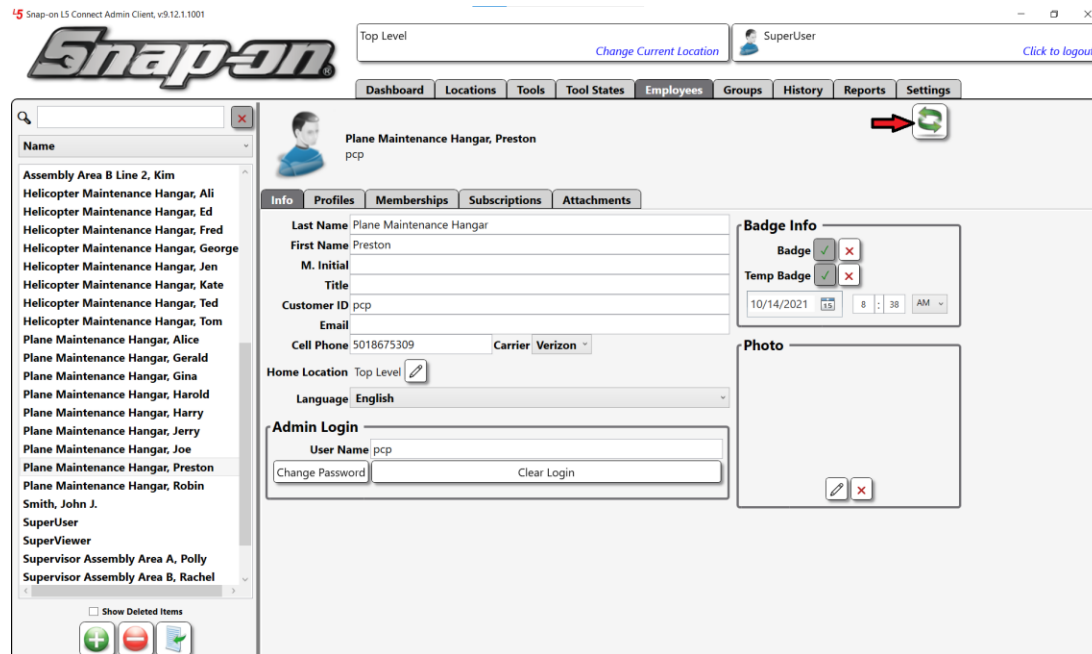 L5 Snap-on L5 Connect Admin Client, v:9.12.1.1001
Snap-on®
Top Level
Change Current Location
SuperUser
Click to logout
Dashboard Locations Tools Tool States Employees Groups History Reports Settings
Name
Assembly Area B Line 2, Kim
Helicopter Maintenance Hangar, Ali
Helicopter Maintenance Hangar, Ed
Helicopter Maintenance Hangar, Fred
Helicopter Maintenance Hangar, George
Helicopter Maintenance Hangar, Jen
Helicopter Maintenance Hangar, Kate
Helicopter Maintenance Hangar, Ted
Helicopter Maintenance Hangar, Tom
Plane Maintenance Hangar, Alice
Plane Maintenance Hangar, Gerald
Plane Maintenance Hangar, Gina
Plane Maintenance Hangar, Harold
Plane Maintenance Hangar, Harry
Plane Maintenance Hangar, Jerry
Plane Maintenance Hangar, Joe
Plane Maintenance Hangar, Preston
Plane Maintenance Hangar, Robin
Smith, John J.
SuperUser
SuperViewer
Supervisor Assembly Area A, Polly
Supervisor Assembly Area B, Rachel
Show Deleted Items
Plane Maintenance Hangar, Preston
pcp
Info Profiles Memberships Subscriptions Attachments
Last Name Plane Maintenance Hangar
First Name Preston
M. Initial
Title
Customer ID pcp
Email
Cell Phone 5018675309 Carrier Verizon
Home Location Top Level
Language English
Admin Login
User Name pcp
Change Password Clear Login
Badge Info
Badge
Temp Badge
10/14/2021 15 8 : 38 AM
Photo